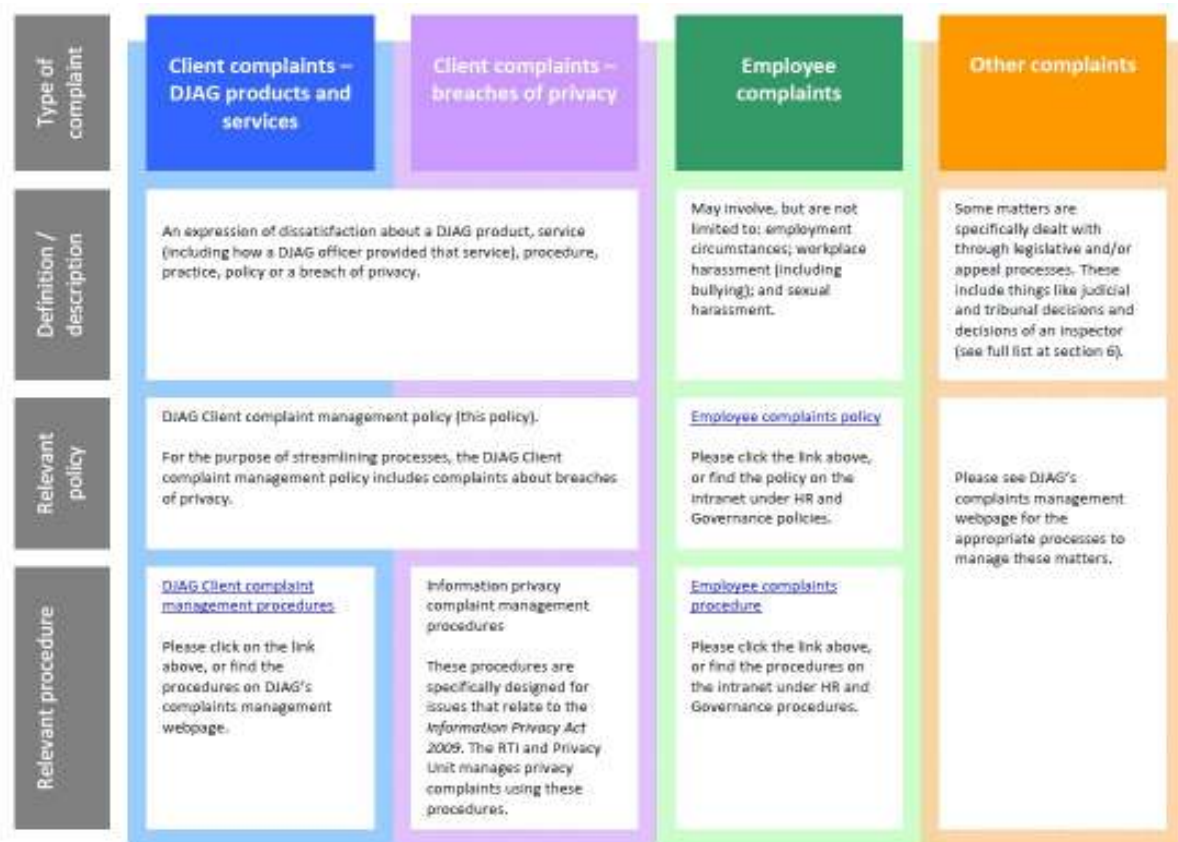 Type of
complaint
Client complaints –
DJAG products and
services
Client complaints –
breaches of privacy
Employee
complaints
Other complaints
Definition /
description
An expression of dissatisfaction about a DJAG product, service
(including how a DJAG officer provided that service), procedure,
practice, policy or a breach of privacy.
May involve, but are not
limited to: employment
circumstances; workplace
harassment (including
bullying); and sexual
harassment.
Some matters are
specifically dealt with
through legislative and/or
appeal processes. These
include things like judicial
and tribunal decisions and
decisions of an inspector
(see full list at section 6).
Relevant
policy
DJAG Client complaint management policy (this policy).
For the purpose of streamlining processes, the DJAG Client
complaint management policy includes complaints about breaches
of privacy.
Employee complaints policy
Please click the link above,
or find the policy on the
intranet under HR and
Governance policies.
Please see DJAG's
complaints management
webpage for the
appropriate processes to
manage these matters.
Relevant procedure
DJAG Client complaint
management procedures
Please click on the link
above, or find the
procedures on DJAG's
complaints management
webpage.
Information privacy
complaint management
procedures
These procedures are
specifically designed for
issues that relate to the
Information Privacy Act
2009. The RTI and Privacy
Unit manages privacy
complaints using these
procedures.
Employee complaints
procedure
Please click the link above,
or find the procedures on
the intranet under HR and
Governance procedures.